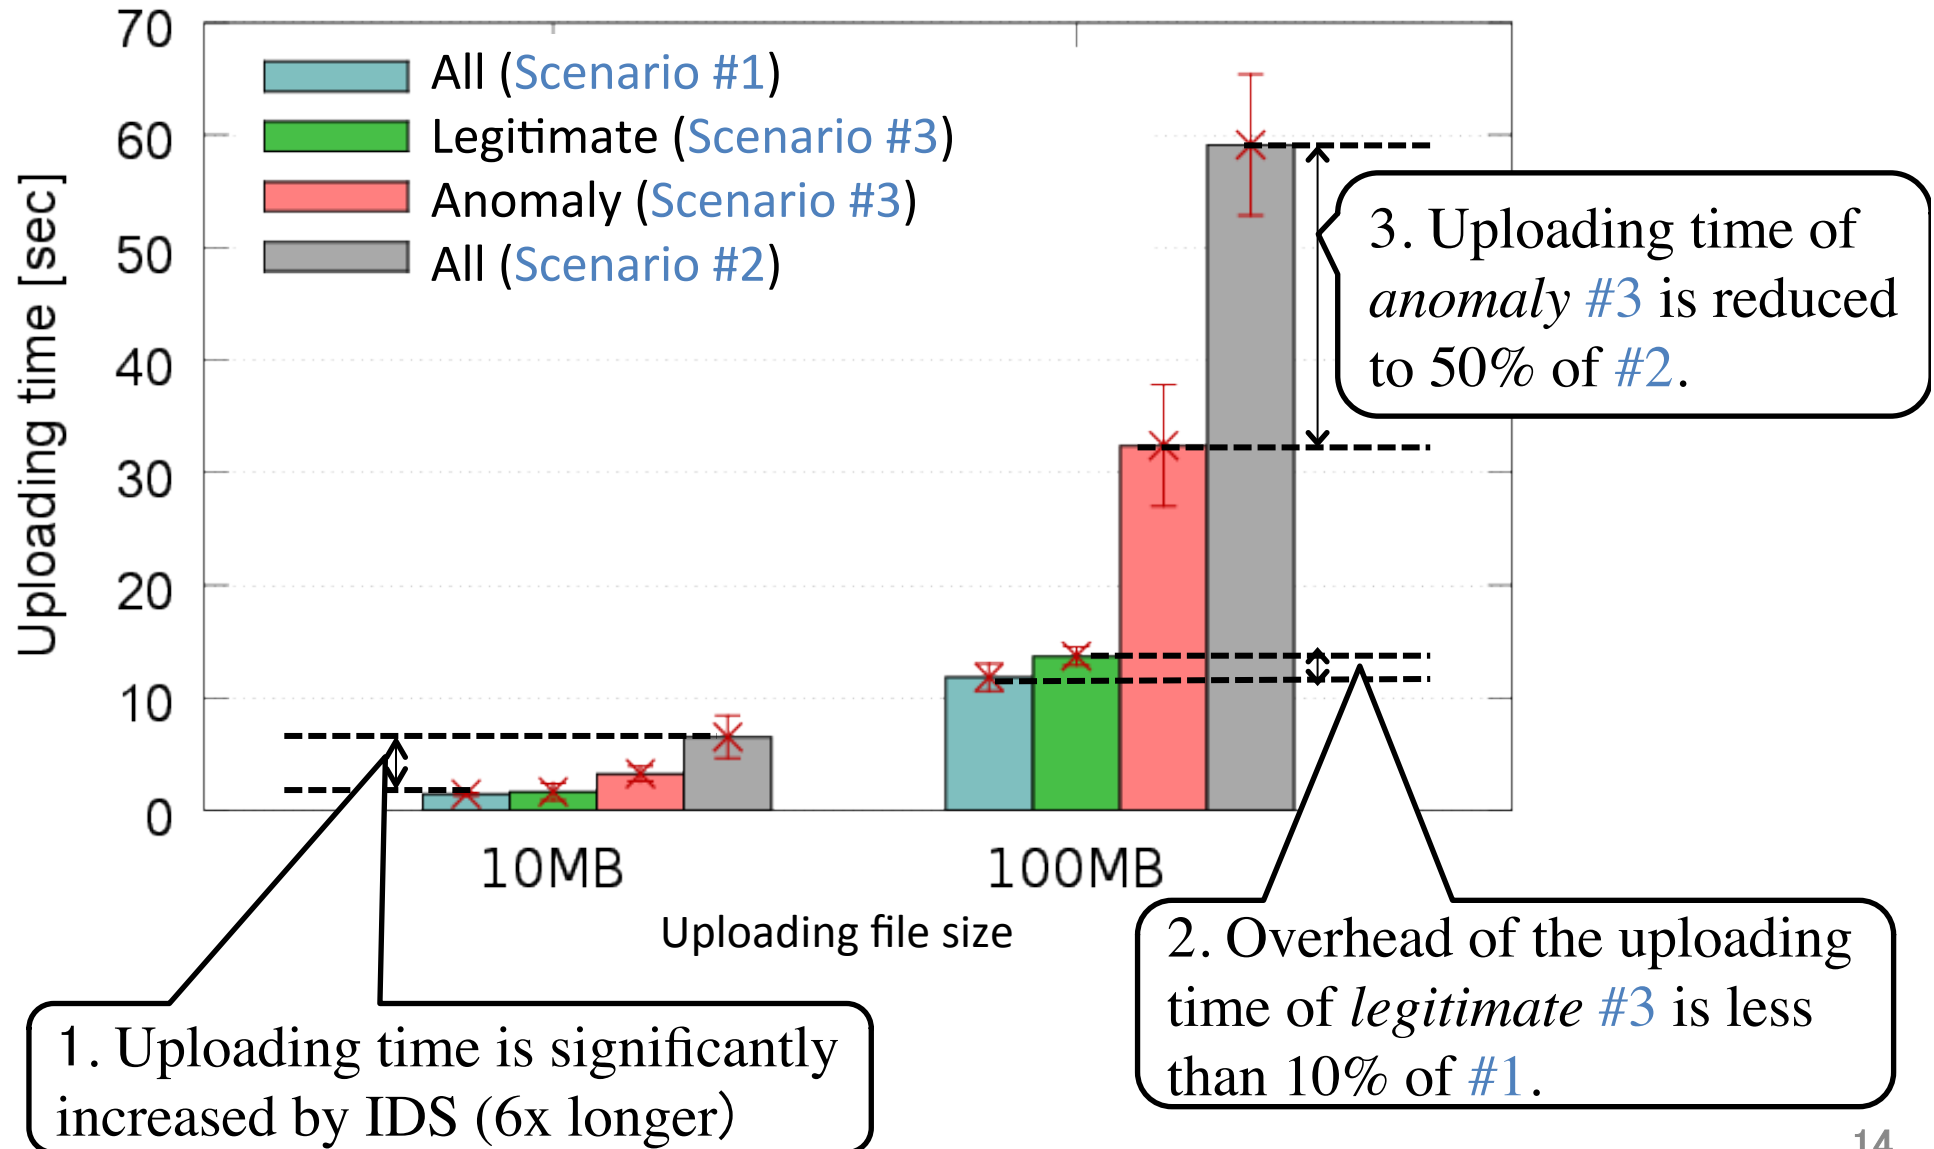 70
60
50
40
30
20
10
0
Uploading time [sec]
All (Scenario #1)
Legitimate (Scenario #3)
Anomaly (Scenario #3)
All (Scenario #2)
3. Uploading time of
anomaly #3 is reduced
to 50% of #2.
10MB
100MB
Uploading file size
2. Overhead of the uploading
time of legitimate #3 is less
than 10% of #1.
1. Uploading time is significantly
increased by IDS (6x longer）
14